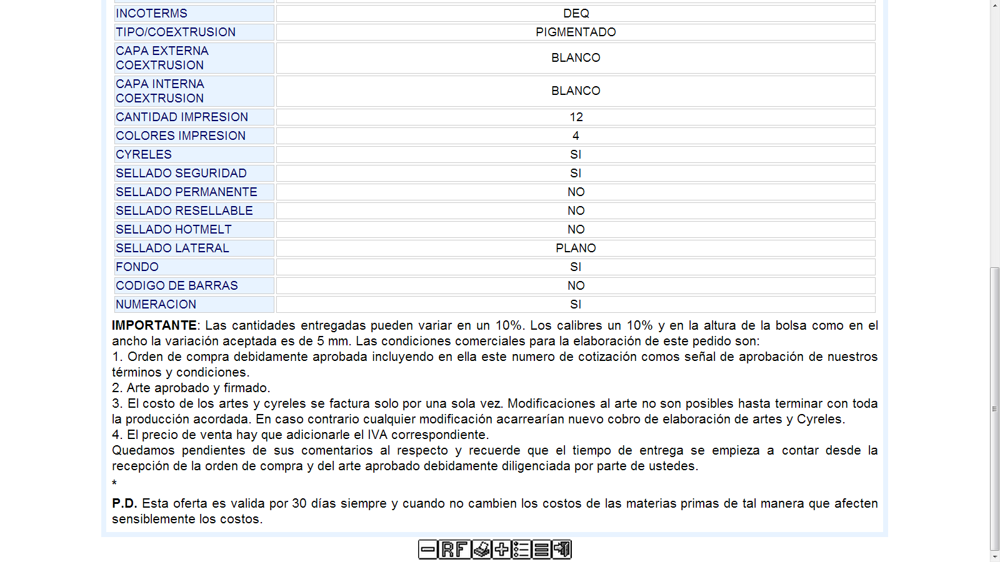 INCOTERMS DEQ
TIPO/COEXTRUSION PIGMENTADO
CAPA EXTERNA
COEXTRUSION BLANCO
CAPA INTERNA
COEXTRUSION BLANCO
CANTIDAD IMPRESION 12
COLORES IMPRESION 4
CYRELES SI
SELLADO SEGURIDAD SI
SELLADO PERMANENTE NO
SELLADO RESELLABLE NO
SELLADO HOTMELT NO
SELLADO LATERAL PLANO
FONDO SI
CODIGO DE BARRAS NO
NUMERACION SI
IMPORTANTE: Las cantidades entregadas pueden variar en un 10%. Los calibres un 10% y en la altura de la bolsa como en el
ancho la variación aceptada es de 5 mm. Las condiciones comerciales para la elaboración de este pedido son:
1. Orden de compra debidamente aprobada incluyendo en ella este numero de cotización comos señal de aprobación de nuestros
términos y condiciones.
2. Arte aprobado y firmado.
3. El costo de los artes y cyreles se factura solo por una sola vez. Modificaciones al arte no son posibles hasta terminar con toda
la producción acordada. En caso contrario cualquier modificación acarrearían nuevo cobro de elaboración de artes y Cyreles.
4. El precio de venta hay que adicionarle el IVA correspondiente.
Quedamos pendientes de sus comentarios al respecto y recuerde que el tiempo de entrega se empieza a contar desde la
recepción de la orden de compra y del arte aprobado debidamente diligenciada por parte de ustedes.
*
P.D. Esta oferta es valida por 30 días siempre y cuando no cambien los costos de las materias primas de tal manera que afecten
sensiblemente los costos.
RF